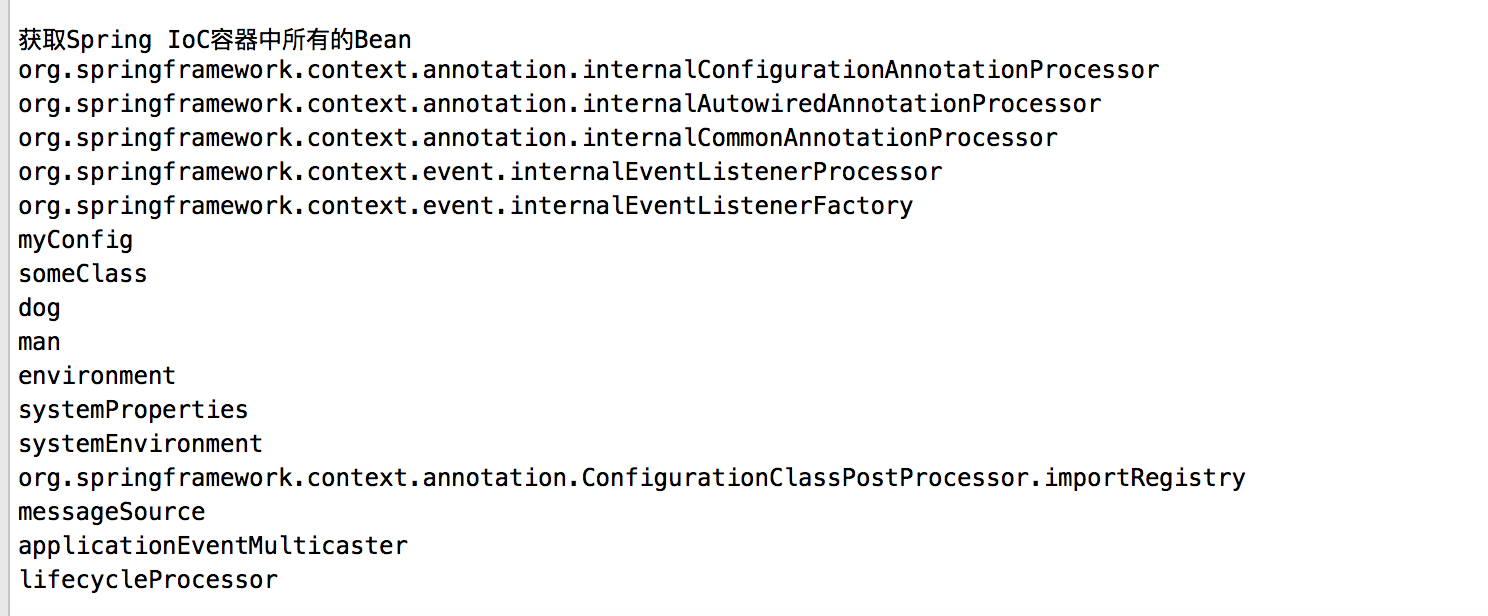 获取Spring IoC容器中所有的Bean
org.springframework.context.annotation.internalConfigurationAnnotationProcessor
org.springframework.context.annotation.internalAutowiredAnnotationProcessor
org.springframework.context.annotation.internalCommonAnnotationProcessor
org.springframework.context.event.internalEventListenerProcessor
org.springframework.context.event.internalEventListenerFactory
myConfig
someClass
dog
man
environment
systemProperties
systemEnvironment
org.springframework.context.annotation.ConfigurationClassPostProcessor.importRegistry
messageSource
applicationEventMulticaster
lifecycleProcessor